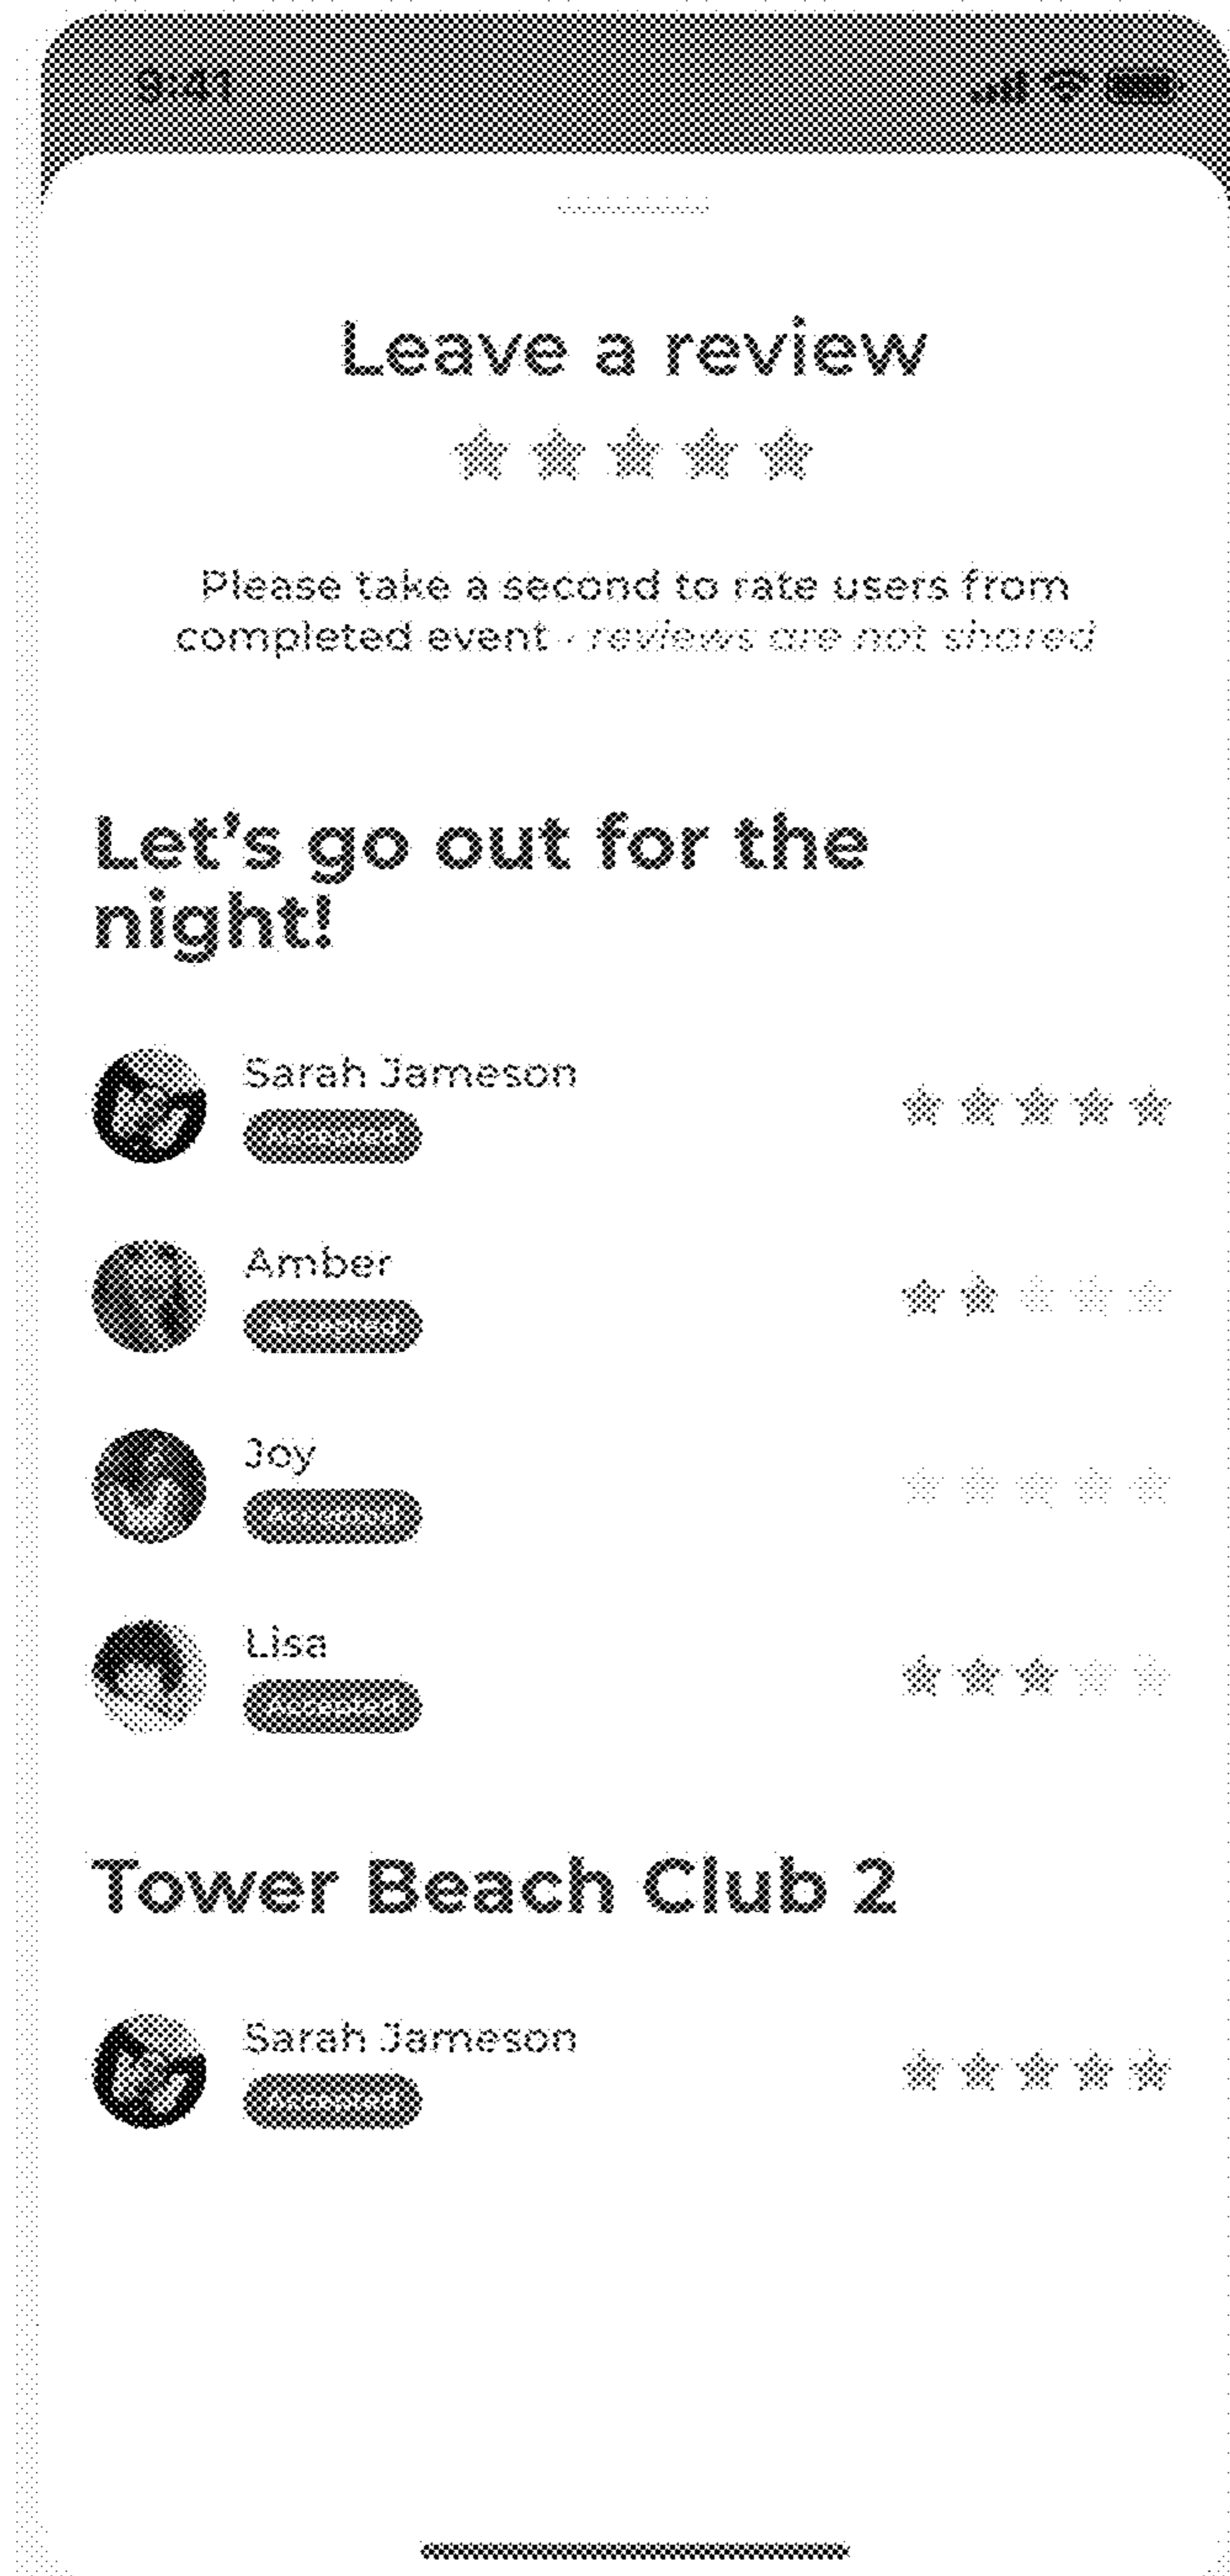 9:41
Leave a review
Please take a second to rate users from
completed event - reviews are not shared
Let's go out for the
night!
Sarah Jameson
Amber
Joy
Lisa
Tower Beach Club 2
Sarah Jameson